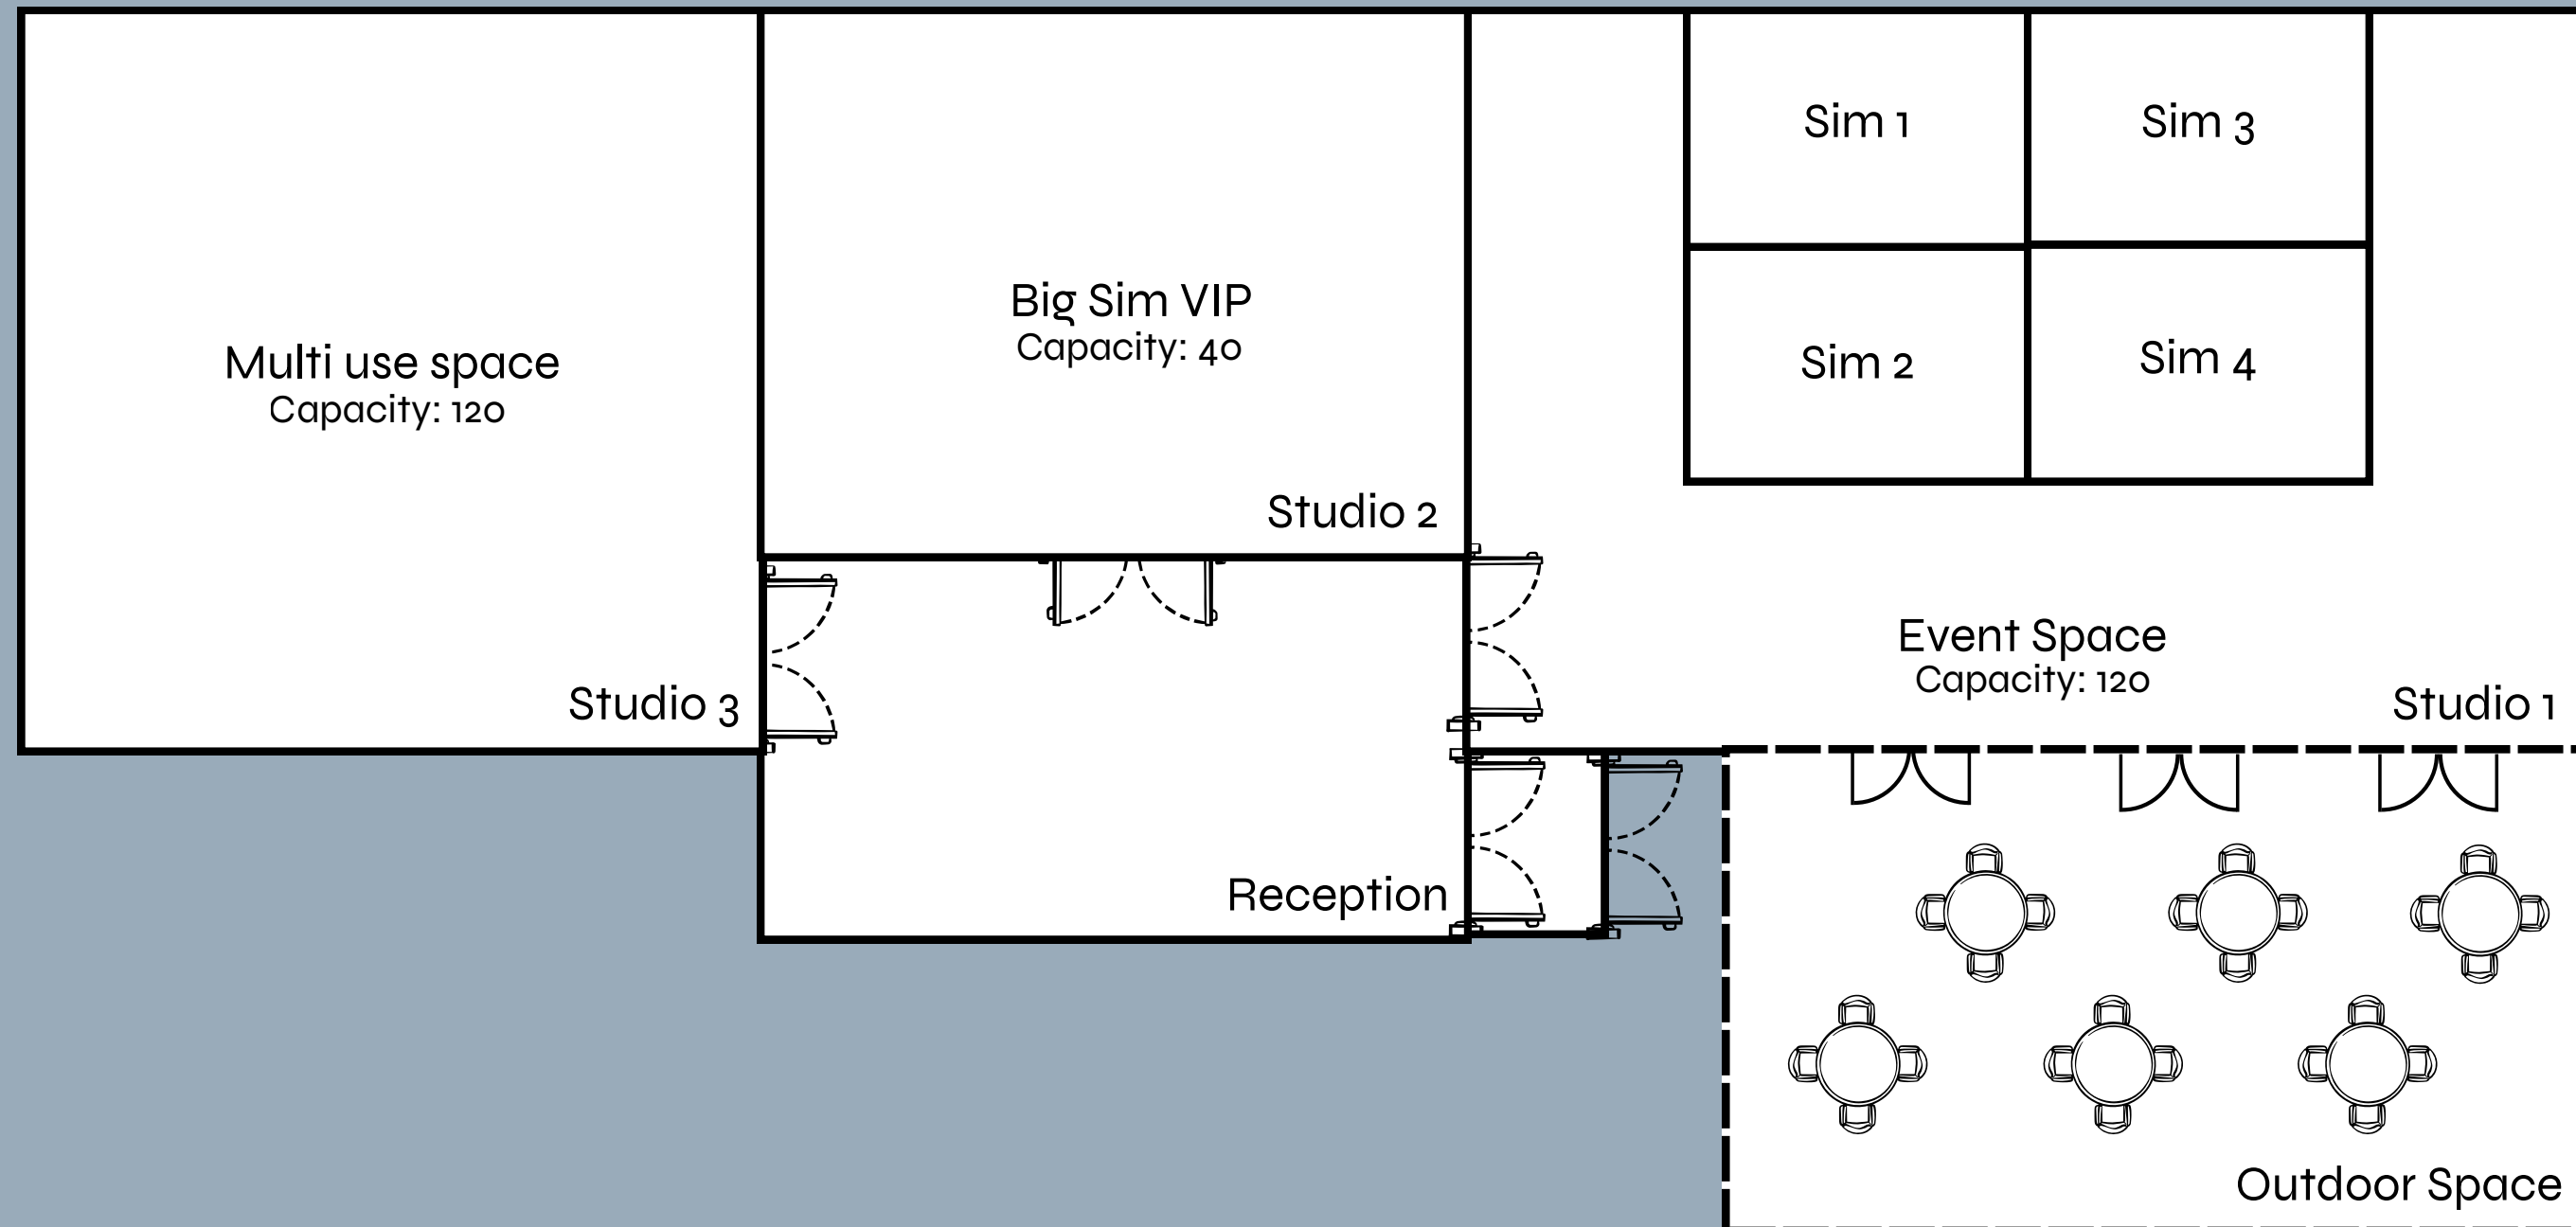 Multi use space
Capacity: 120
Studio 3
Big Sim VIP
Capacity: 40
Studio 2
Reception
Sim 1
Sim 3
Sim 2
Sim 4
Event Space
Capacity: 120
Studio 1
Outdoor Space